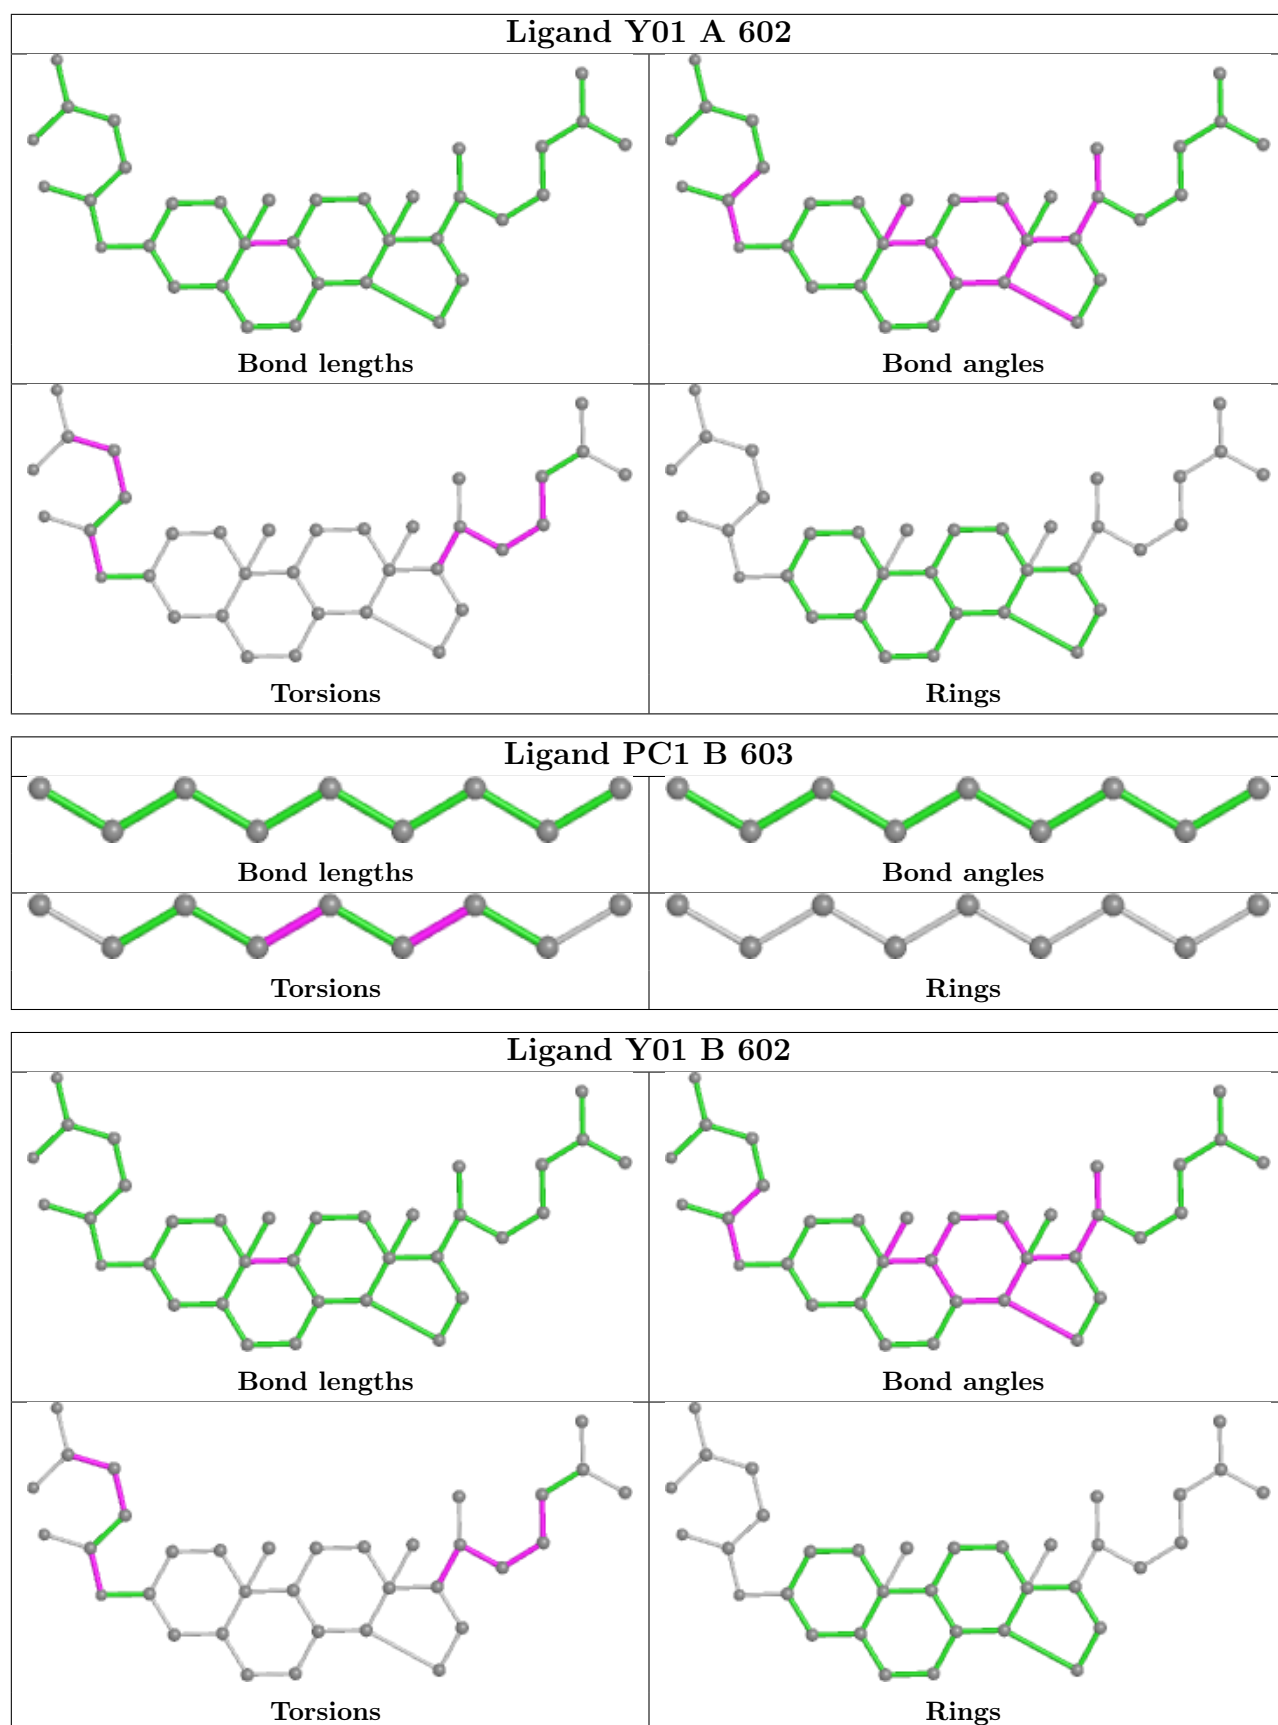 Ligand Y01 A 602
Bond lengths
Bond angles
Torsions
Rings
Ligand PC1 B 603
Bond lengths
Bond angles
Torsions
Rings
Ligand Y01 B 602
Bond lengths
Bond angles
Torsions
Rings